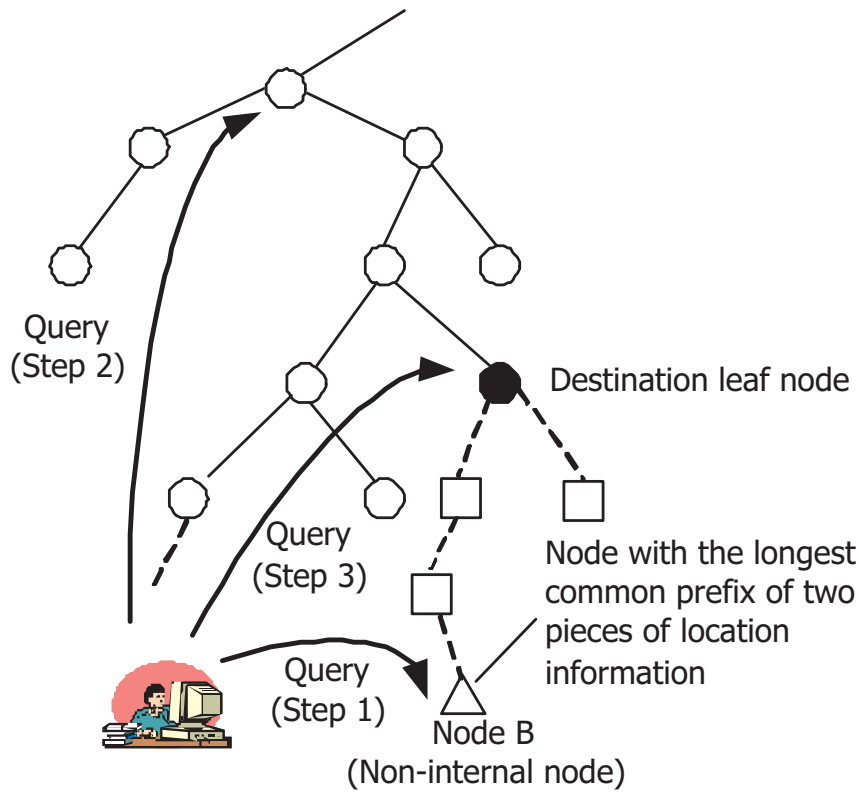 Query
(Step 2)
Destination leaf node
Query
(Step 3)
Node with the longest
common prefix of two
pieces of location
information
Query
(Step 1)
Node B
(Non-internal node)